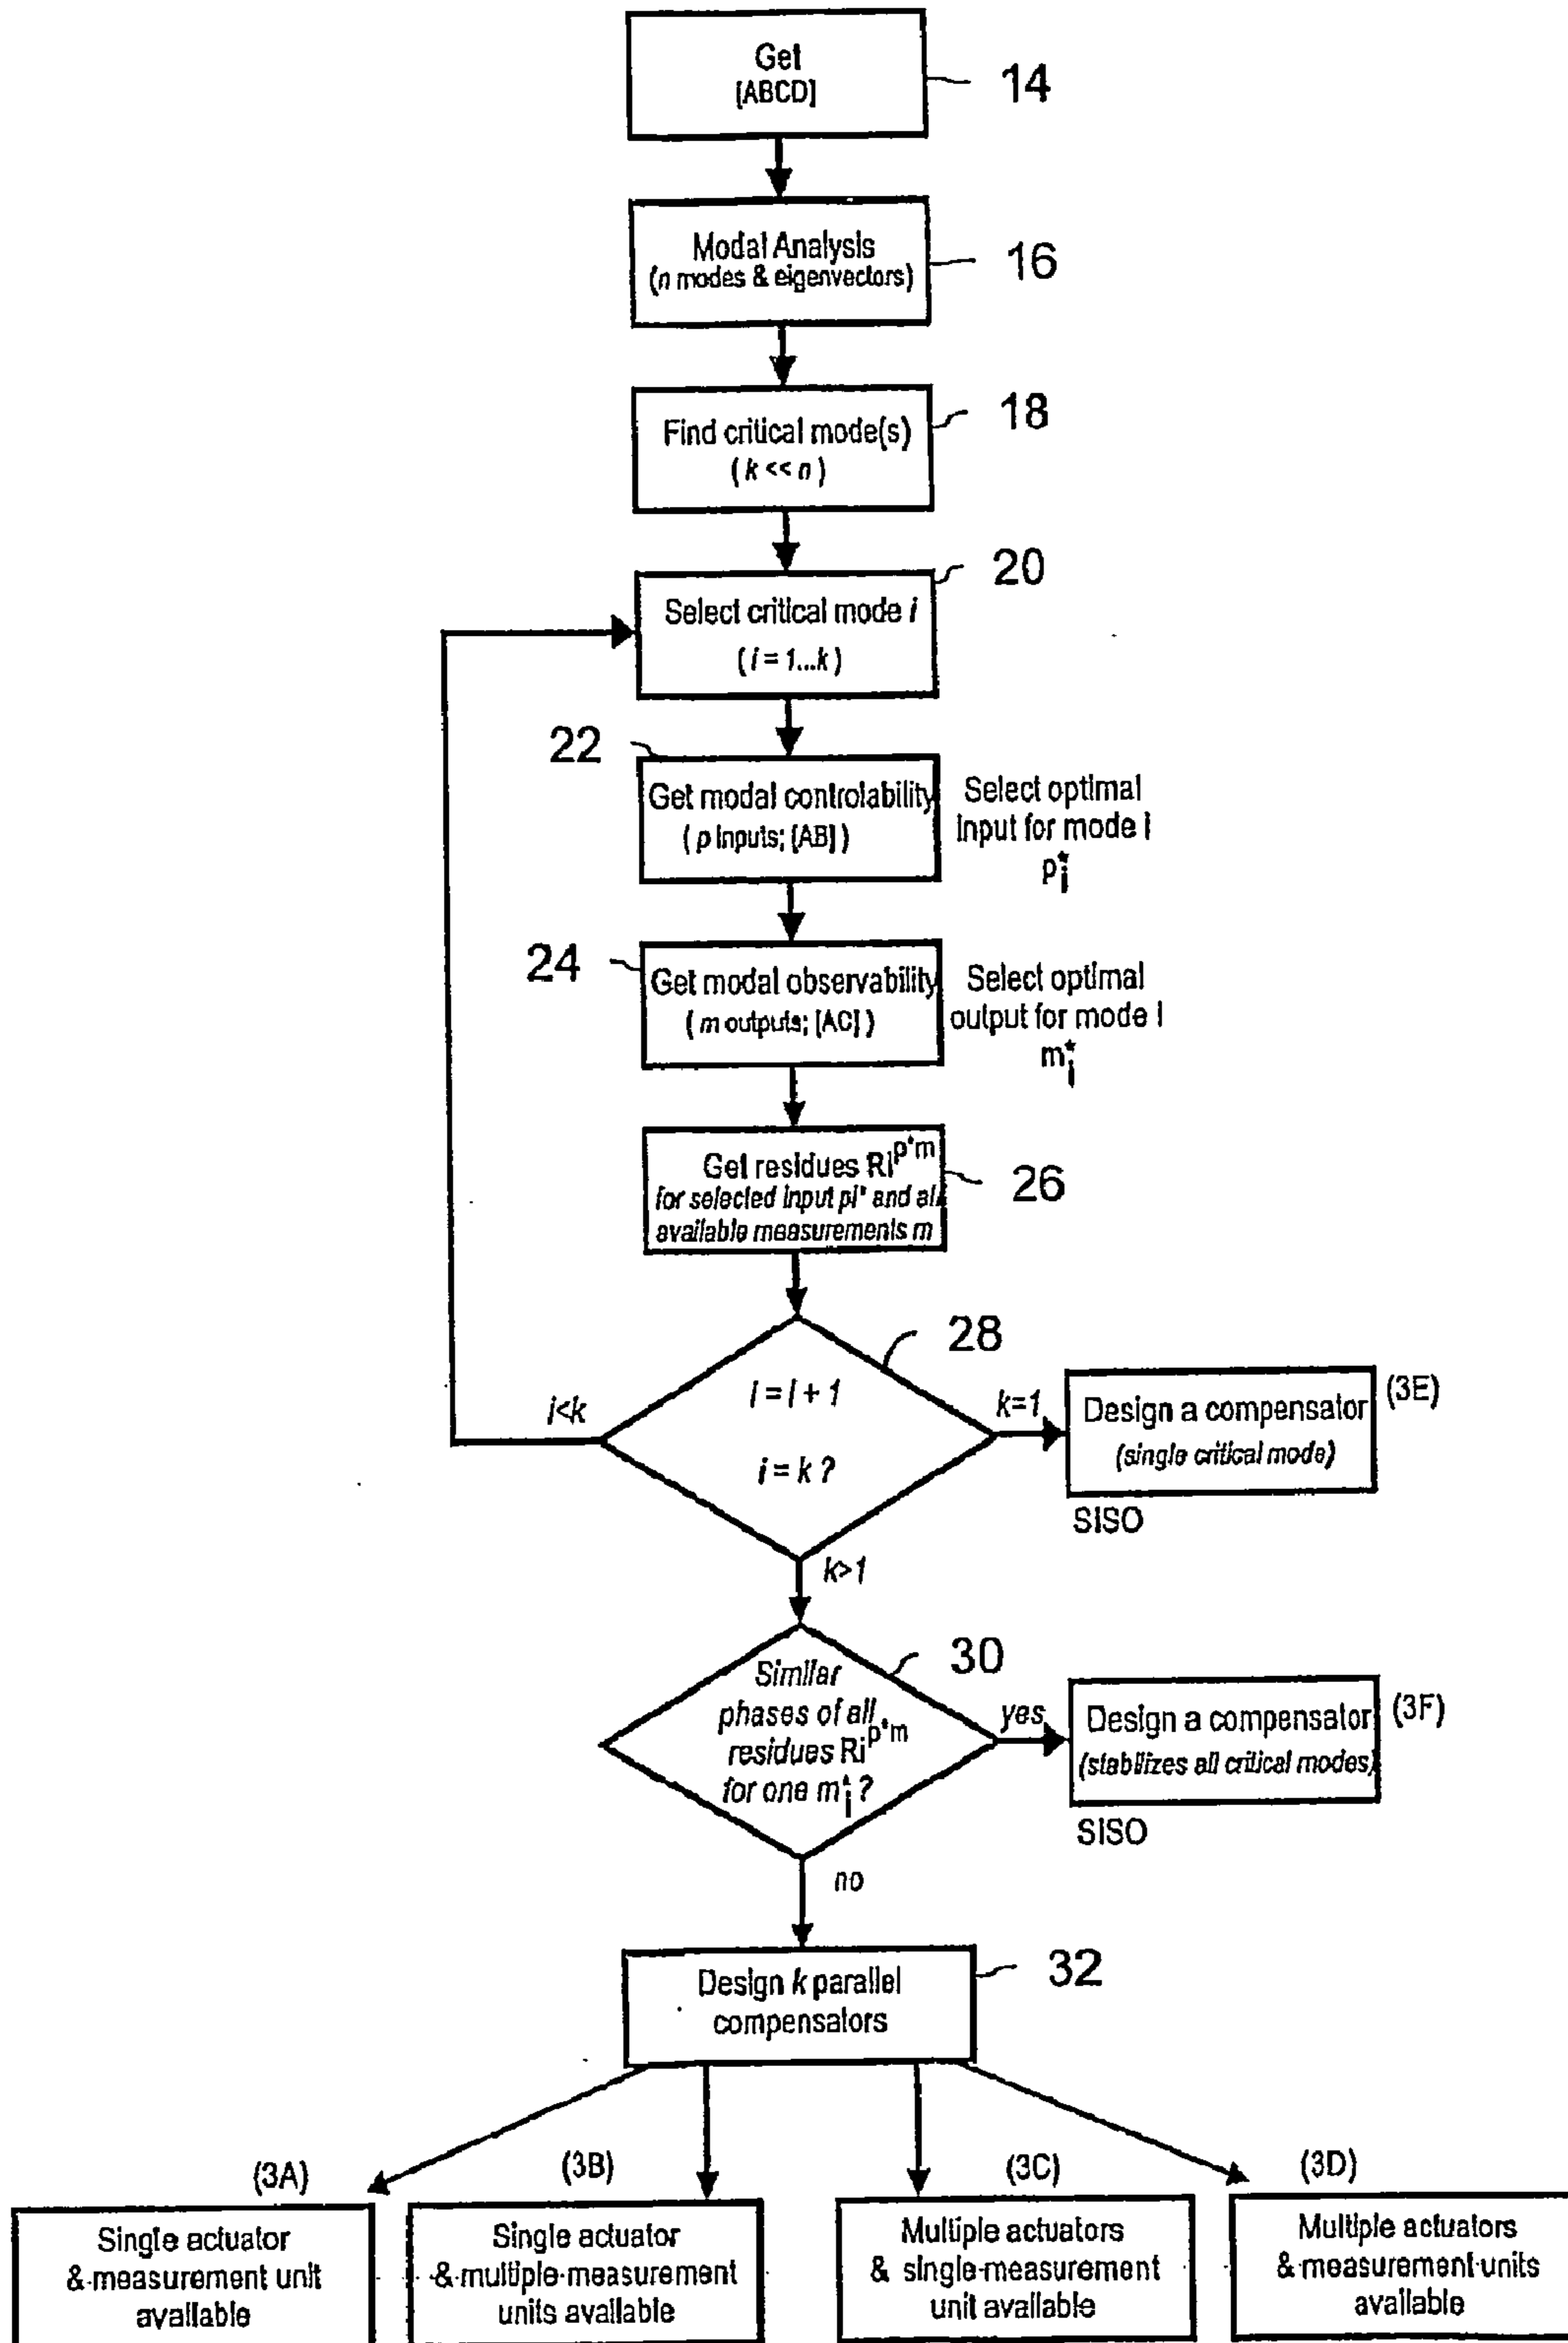 Get
[ABCD]
14
Modal Analysis
(n modes & eigenvectors)
16
Find critical mode(s)
( k << n )
18
Select critical mode i
( i = 1...k )
20
22
Get modal controlability
( p inputs; [AB] )
Select optimal
input for mode i
p*i
24
Get modal observability
( m outputs; [AC] )
Select optimal
output for mode i
m*i
Get residues Ri p*m
for selected input pi* and all
available measurements m
26
28
i = i + 1
i = k ?
i<k
k=1
Design a compensator
(single critical mode)
(3E)
SISO
k>1
30
Similar
phases of all
residues Ri p*m
for one m*i ?
yes
Design a compensator
(stabilizes all critical modes)
(3F)
SISO
no
Design k parallel
compensators
32
(3A)
(3B)
(3C)
(3D)
Single actuator
& measurement unit
available
Single actuator
& multiple measurement
units available
Multiple actuators
& single-measurement
unit available
Multiple actuators
& measurement units
available